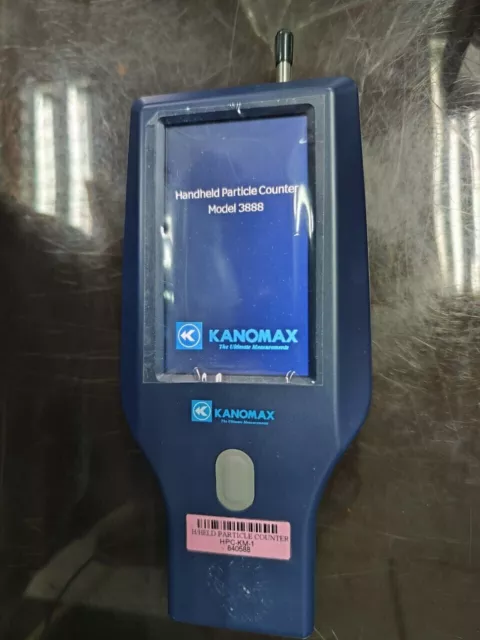 Handheld Particle Counter
Model 3888
KANOMAX
The Ultimate Measurements
KANOMAX
The Ultimate Measurements
H/HELD PARTICLE COUNTER
HPC-KM-1
640588